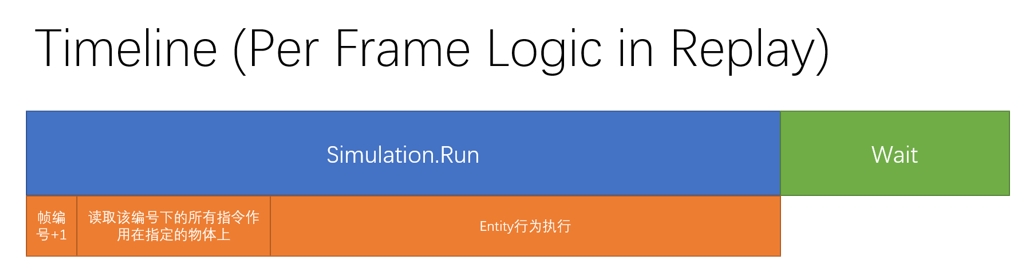 Timeline (Per Frame Logic in Replay)
Simulation.Run
Wait
帧编
号+1
读取该编号下的所有指令作
用在指定的物体上
Entity行为执行